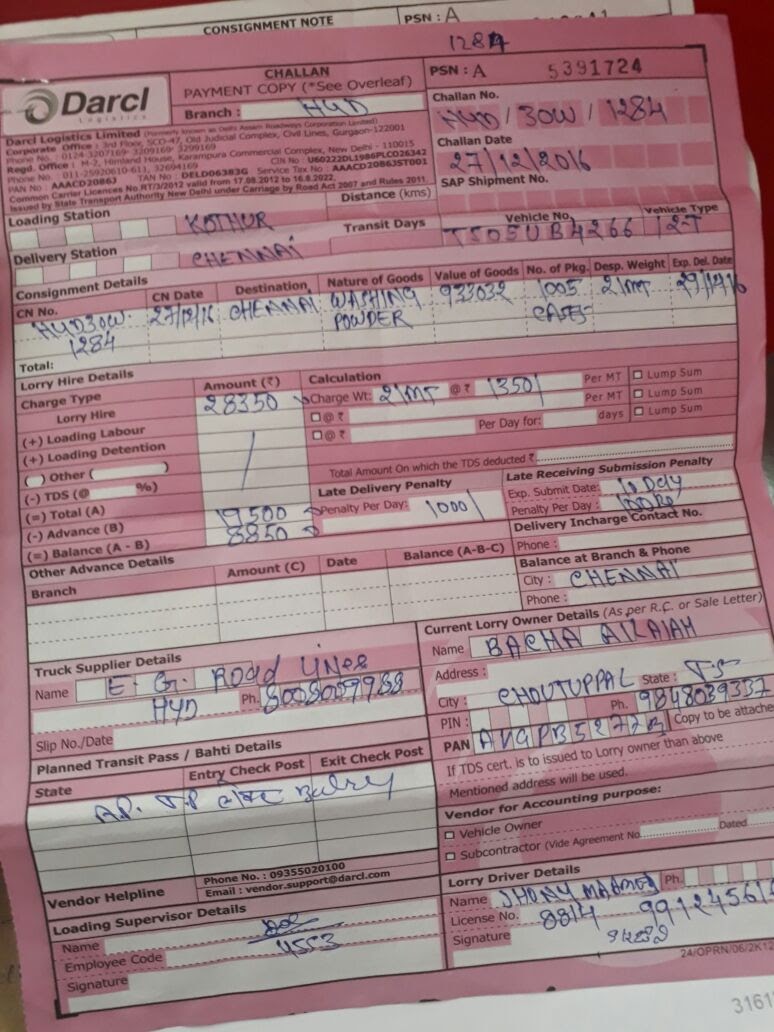 CONSIGNMENT NOTE PSN : A
1284
Darcl
Logistics
CHALLAN
PAYMENT COPY (*See Overleaf)
Branch : HYD
PSN : A 5391724
Challan No.
HYD / 30W / 1284
Challan Date
27/12/2016
SAP Shipment No.
Darcl Logistics Limited (Formerly known as Delhi Assam Roadways Corporation Limited)
Corporate Office : 3rd Floor, SCO-47, Old Judicial Complex, Civil Lines, Gurgaon-122001
Phone No. : 0124-3207169- 3209169- 3299169
Regd. Office : M-2, Himland House, Karampura Commercial Complex, New Delhi - 110015
Phone No. : 011-25920610-613, 32694169 CIN No : U60222DL1986PLC026342
PAN No : AAACD2086J TAN No : DELD06383G Service Tax No : AAACD2086JST001
Common Carrier Licences No.RT/3/2012 valid from 17.08.2012 to 16.8.2022.
Issued by State Transport Authority New Delhi under Carriage by Road Act 2007 and Rules 2011.
Distance (kms)
Loading Station KOTHUR
Transit Days
Vehicle No. TS05UB4266
Vehicle Type 12-T
Delivery Station CHENNAI
Consignment Details
CN No. CN Date Destination Nature of Goods Value of Goods No. of Pkg. Desp. Weight Exp. Del. Date
HYD30W- 27/12/16 CHENNAI WASHING 933032 1005 21MT 29/12/16
1284 POWDER CASES
Total:
Lorry Hire Details
Charge Type Amount (₹)
Lorry Hire 28350
(+) Loading Labour
(+) Loading Detention
( ) Other ( )
(-) TDS (@ %)
(=) Total (A)
(-) Advance (B) 19500
(=) Balance (A - B) 8850
Calculation
Charge Wt: 21MT @ ₹ 1350/ Per MT Lump Sum
@ ₹ Per MT Lump Sum
@ ₹ Per Day for: days Lump Sum
Total Amount On which the TDS deducted ₹
Late Delivery Penalty
Penalty Per Day: 1000/
Late Receiving Submission Penalty
Exp. Submit Date: 10 Day
Penalty Per Day :
Delivery Incharge Contact No.
Phone :
Balance at Branch & Phone
City : CHENNAI
Phone :
Other Advance Details
Branch Amount (C) Date Balance (A-B-C)
Truck Supplier Details
Name E. G. ROAD LINES
HYD Ph. 8008009988
Slip No./Date
Current Lorry Owner Details (As per R.C. or Sale Letter)
Name BACHA AILAIAH
Address :
City : CHOUTUPPAL State : TS
PIN : Ph. 9848039337
PAN AVGPB5277B Copy to be attache
If TDS cert. is to issued to Lorry owner than above
Mentioned address will be used.
Planned Transit Pass / Bahti Details
State Entry Check Post Exit Check Post
A.P. T.P
Vendor for Accounting purpose:
Vehicle Owner
Subcontractor (Vide Agreement No. Dated
Vendor Helpline
Phone No. : 09355020100
Email : vendor.support@darcl.com
Loading Supervisor Details
Name
Employee Code 4553
Signature
Lorry Driver Details
Name JHONY MAHMED Ph.
License No. 8814 991245614
Signature
24/OPRN/06/2K12
3161